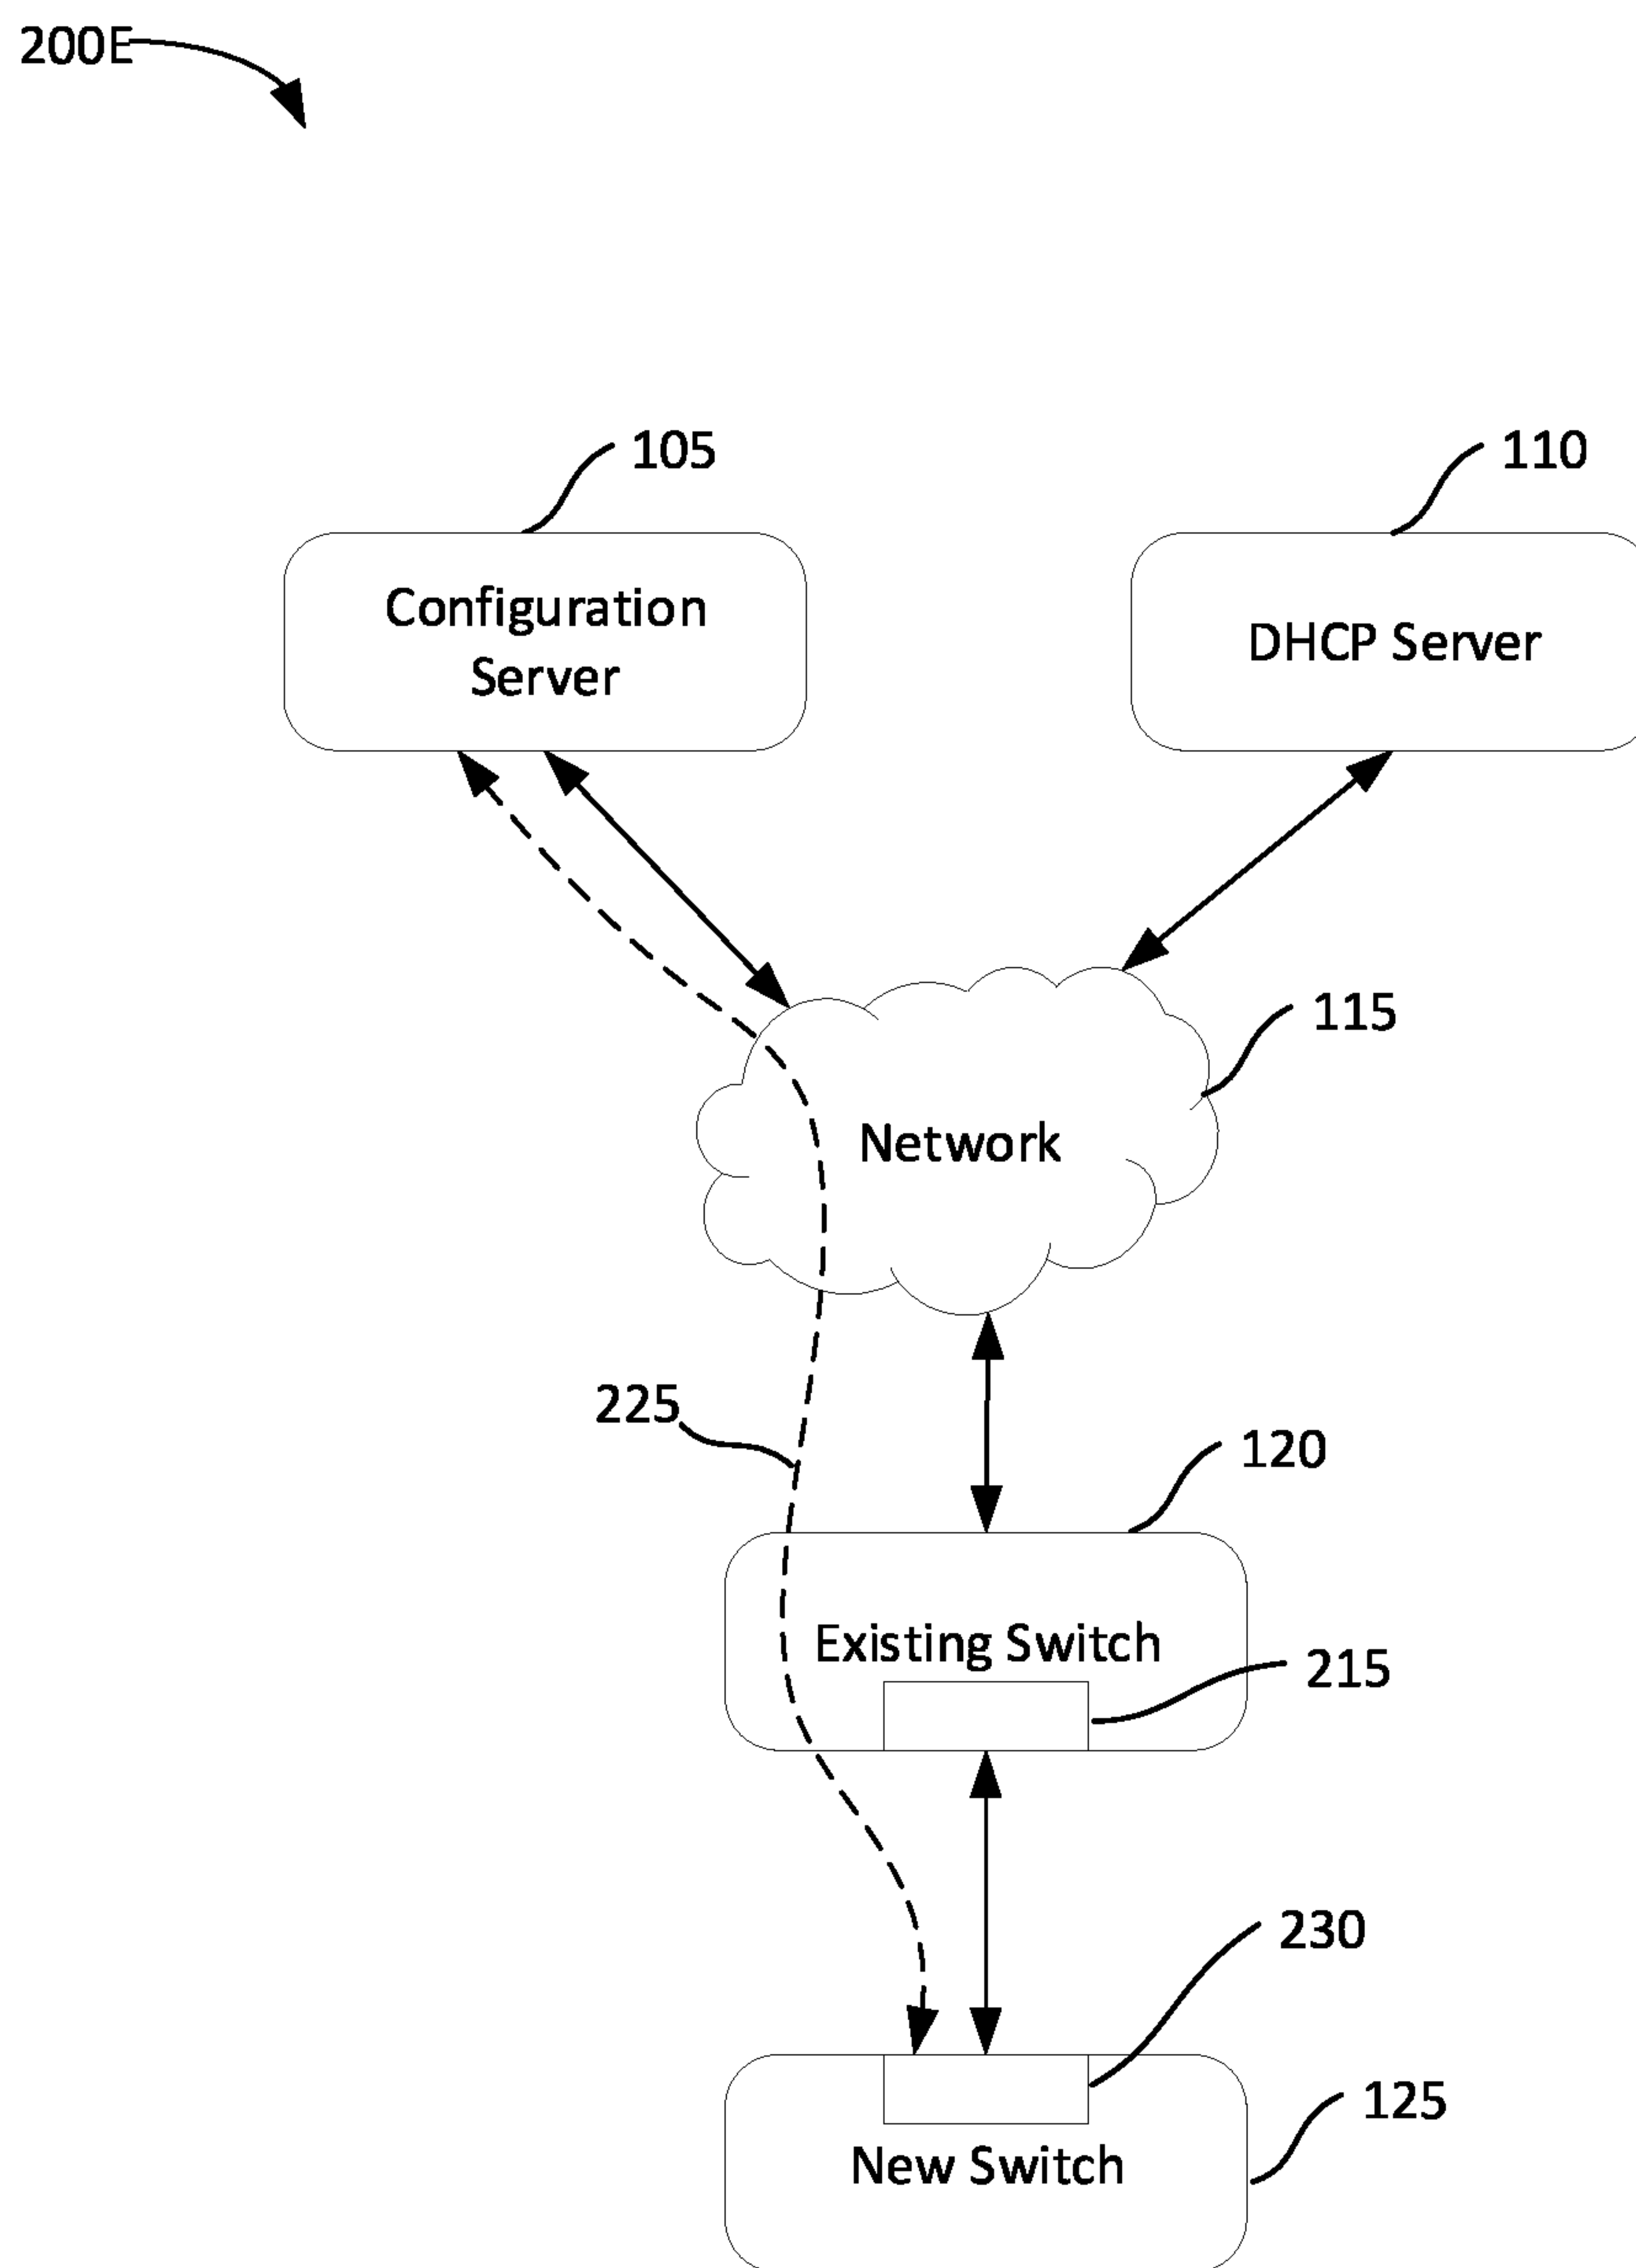 200E
105
110
Configuration
Server
DHCP Server
115
Network
225
120
Existing Switch
215
230
125
New Switch